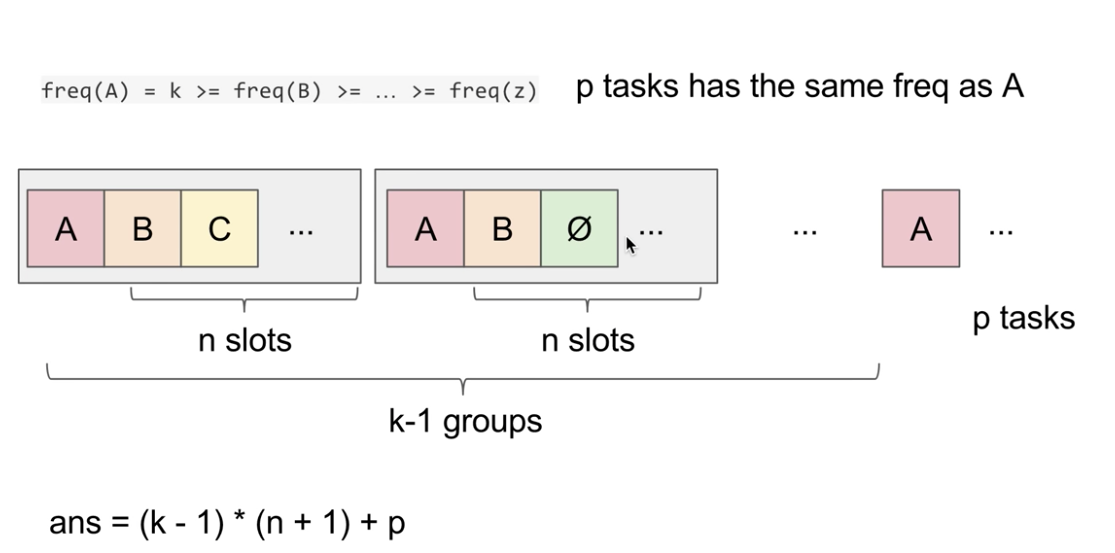 freq(A) = k >= freq(B) >= ... >= freq(z) p tasks has the same freq as A
A B C ... A B Ø ... ... A ...
n slots n slots p tasks
k-1 groups
ans = (k - 1) * (n + 1) + p